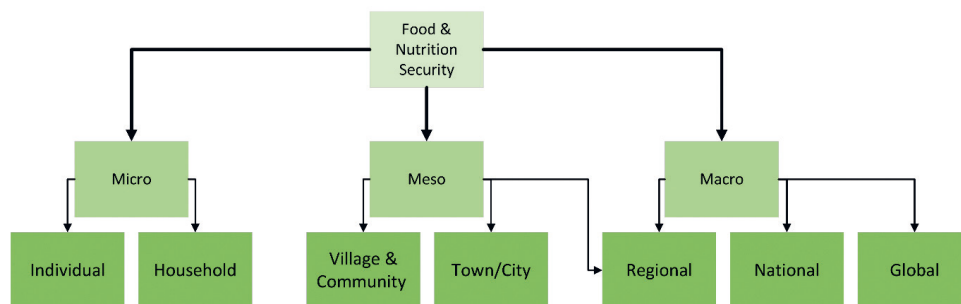 Food &
Nutrition
Security
Micro
Meso
Macro
Individual
Household
Village &
Community
Town/City
Regional
National
Global